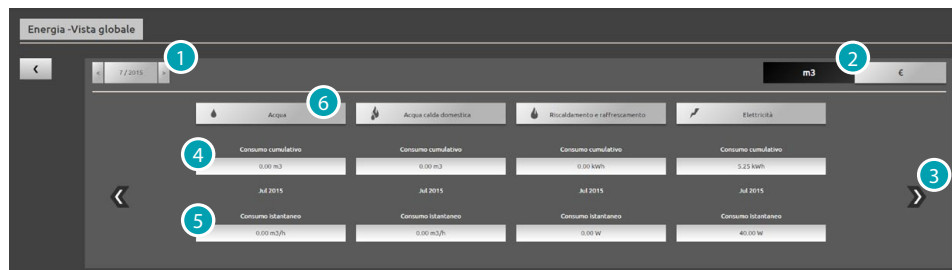 Energia -Vista globale
1
2
‹
<
7 / 2015
>
m3
€
6
Acqua
Acqua calda domestica
Riscaldamento e raffrescamento
Elettricità
4
Consumo cumulativo
Consumo cumulativo
Consumo cumulativo
Consumo cumulativo
0.00 m3
0.00 m3
0.00 kWh
5.25 kWh
3
Jul 2015
Jul 2015
Jul 2015
Jul 2015
5
Consumo istantaneo
Consumo istantaneo
Consumo istantaneo
Consumo istantaneo
0.00 m3/h
0.00 m3/h
0.00 W
40.00 W